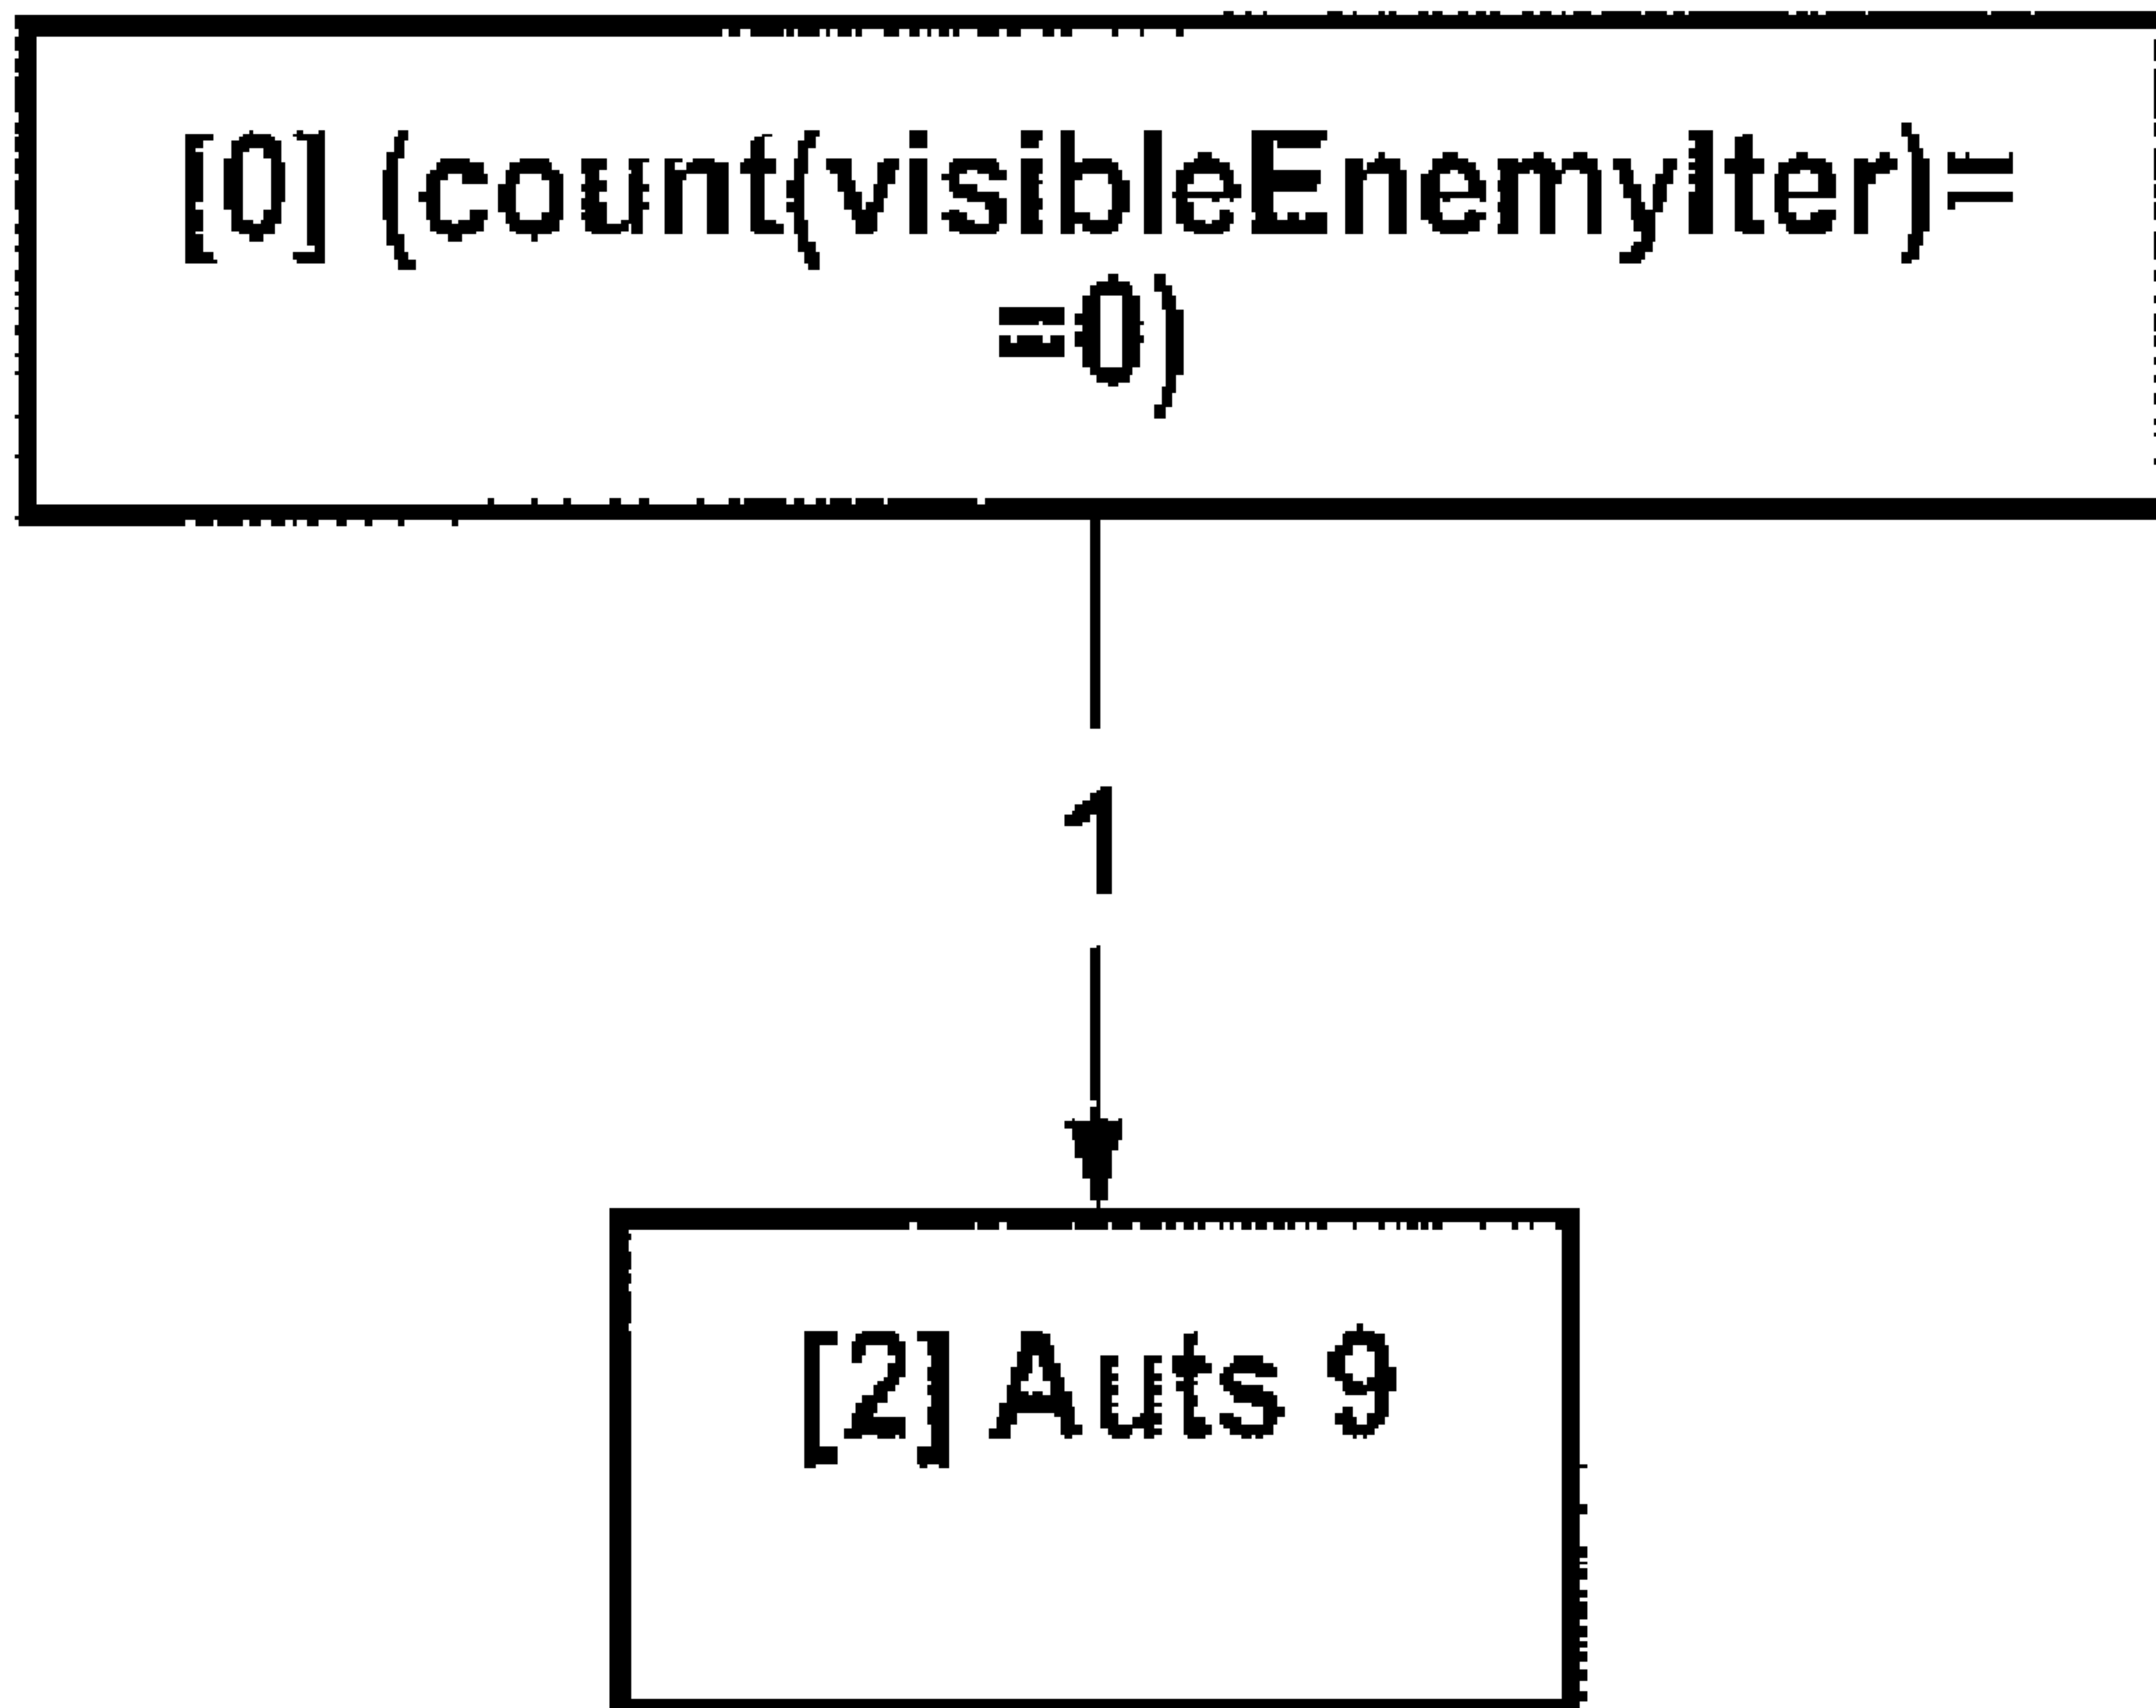 [0] (count(visibleEnemyIter)=
=0)
1
[2] Auts 9